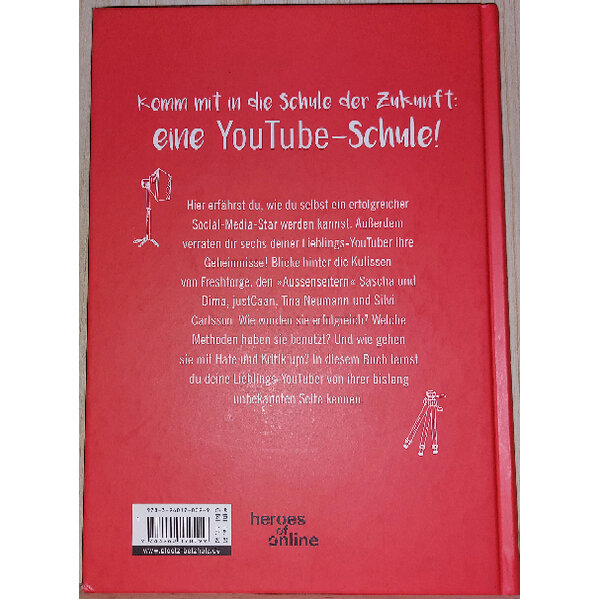 Komm mit in die Schule der Zukunft:
eine YouTube-Schule!
Hier erfährst du, wie du selbst ein erfolgreicher
Social-Media-Star werden kannst. Außerdem
verraten dir sechs deiner Lieblings-YouTuber ihre
Geheimnisse! Blicke hinter die Kulissen
von Freshtorge, den »Aussenseitern« Sascha und
Dima, justCaan, Tina Neumann und Silvi
Carlsson. Wie wurden sie erfolgreich? Welche
Methoden haben sie benutzt? Und wie gehen
sie mit Hate und Kritik um? In diesem Buch lernst
du deine Lieblings-YouTuber von ihrer bislang
unbekannten Seite kennen.
heroes
of
online